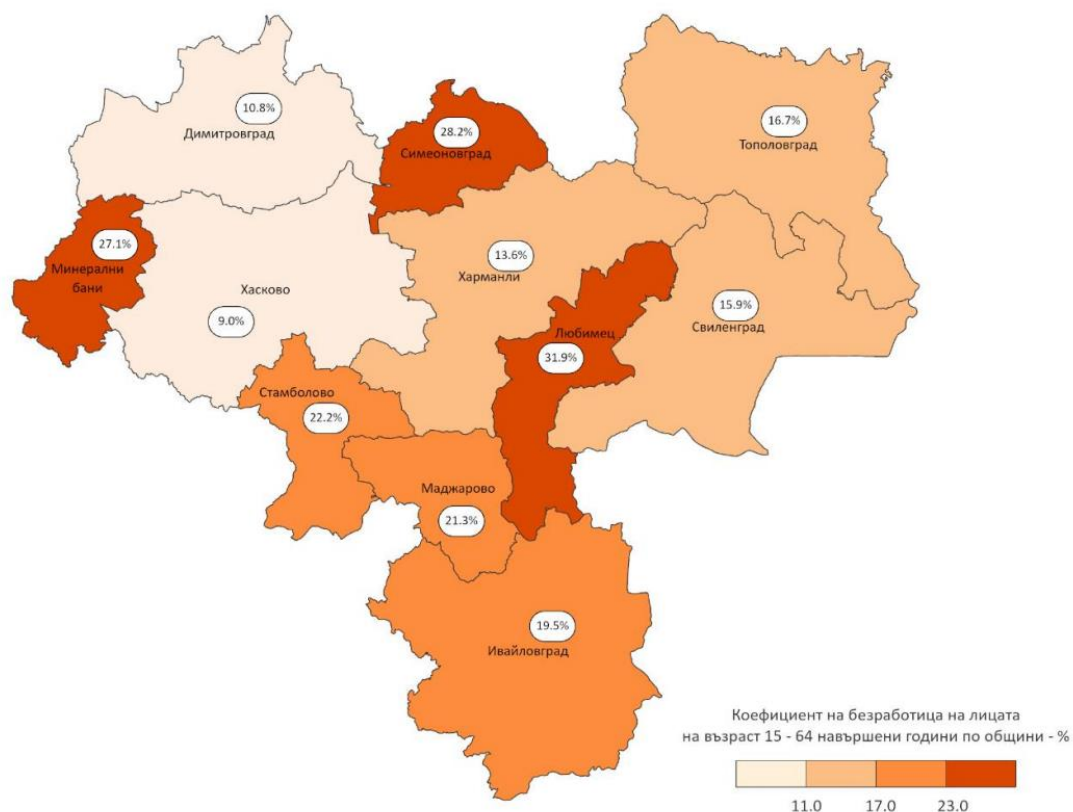 10.8%
Димитровград
28.2%
Симеоновград
16.7%
Тополовград
27.1%
Минерални
бани
Хасково
9.0%
13.6%
Харманли
15.9%
Свиленград
Любимец
31.9%
Стамболово
22.2%
Маджарово
21.3%
19.5%
Ивайловград
Коефициент на безработица на лицата
на възраст 15 - 64 навършени години по общини - %
11.0 17.0 23.0